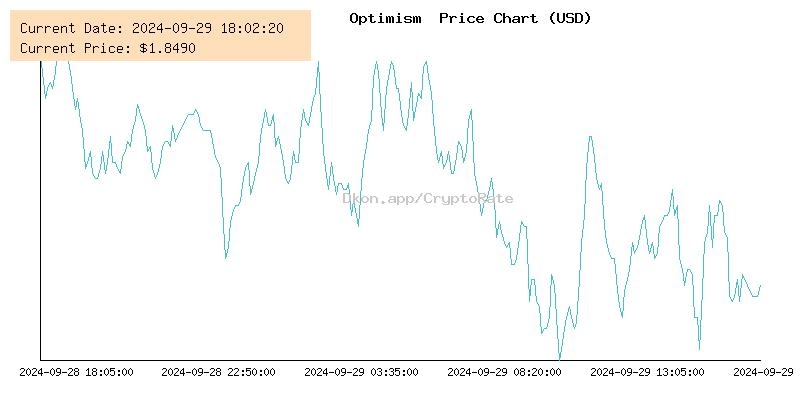 Optimism  Price Chart (USD)
Current Date: 2024-09-29 18:02:20
Current Price: $1.8490
Dkon.app/CryptoRate
2024-09-28 18:05:00 2024-09-28 22:50:00 2024-09-29 03:35:00 2024-09-29 08:20:00 2024-09-29 13:05:00 2024-09-29